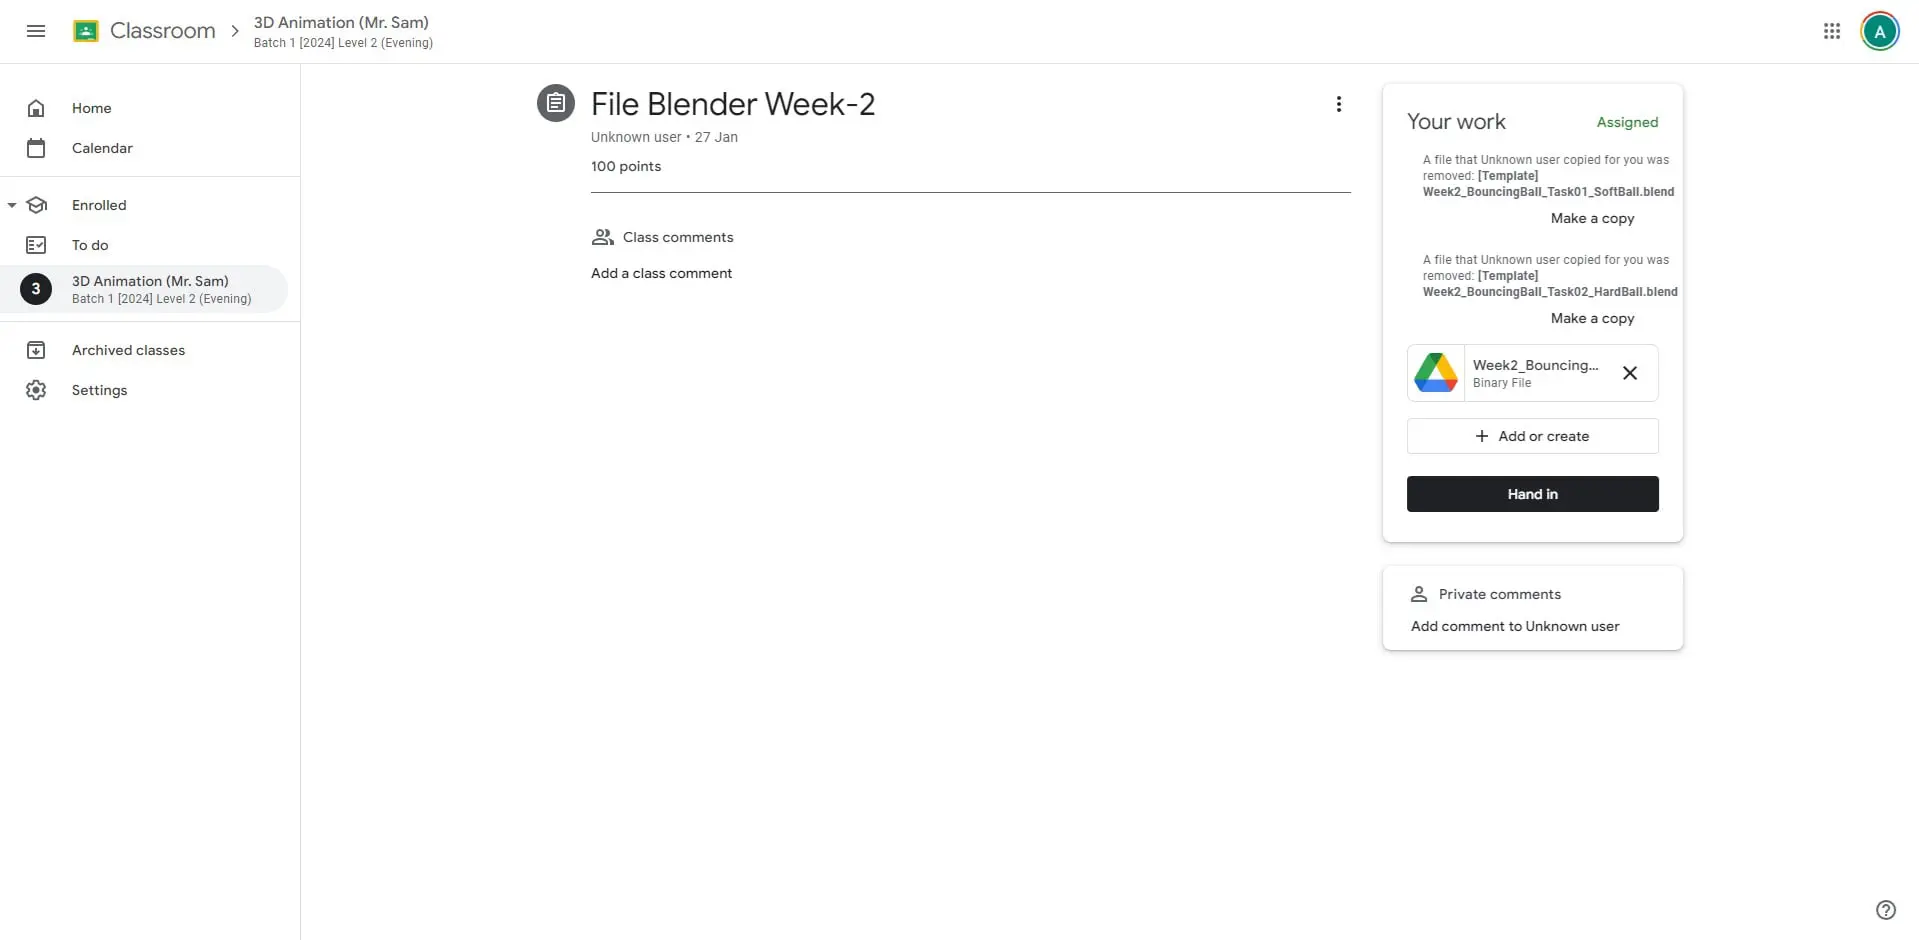 Classroom
3D Animation (Mr. Sam)
Batch 1 [2024] Level 2 (Evening)
A
Home
Calendar
Enrolled
To do
3
3D Animation (Mr. Sam)
Batch 1 [2024] Level 2 (Evening)
Archived classes
Settings
File Blender Week-2
Unknown user • 27 Jan
100 points
Class comments
Add a class comment
Your work
Assigned
A file that Unknown user copied for you was
removed: [Template]
Week2_BouncingBall_Task01_SoftBall.blend
Make a copy
A file that Unknown user copied for you was
removed: [Template]
Week2_BouncingBall_Task02_HardBall.blend
Make a copy
Week2_Bouncing...
Binary File
Add or create
Hand in
Private comments
Add comment to Unknown user